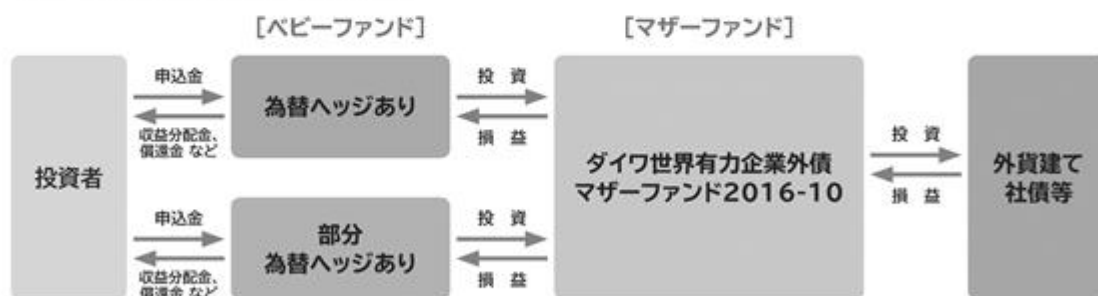 ［ベビーファンド］
［マザーファンド］
投資者
申込金
収益分配金、
償還金 など
為替ヘッジあり
投 資
損 益
申込金
収益分配金、
償還金 など
部分
為替ヘッジあり
投 資
損 益
ダイワ世界有力企業外債
マザーファンド2016-10
投 資
損 益
外貨建て
社債等